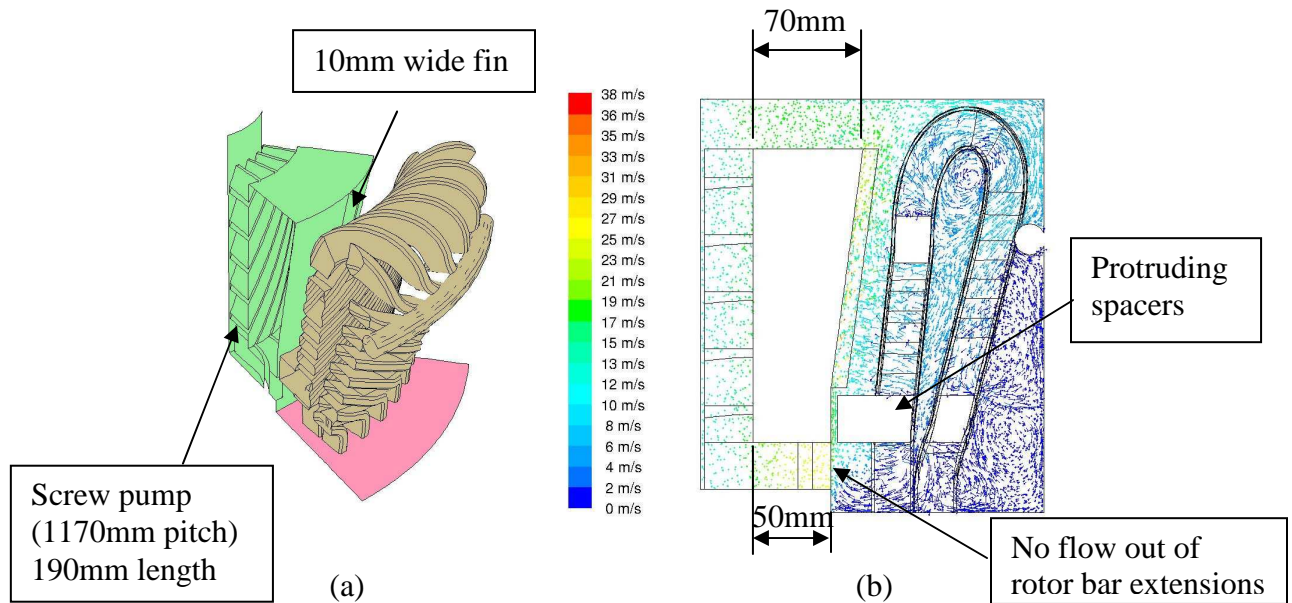 10mm wide fin
Screw pump
(1170mm pitch)
190mm length
(a)
38 m/s
36 m/s
35 m/s
33 m/s
31 m/s
29 m/s
27 m/s
25 m/s
23 m/s
21 m/s
19 m/s
17 m/s
15 m/s
13 m/s
12 m/s
10 m/s
8 m/s
6 m/s
4 m/s
2 m/s
0 m/s
70mm
Protruding
spacers
50mm
No flow out of
rotor bar extensions
(b)